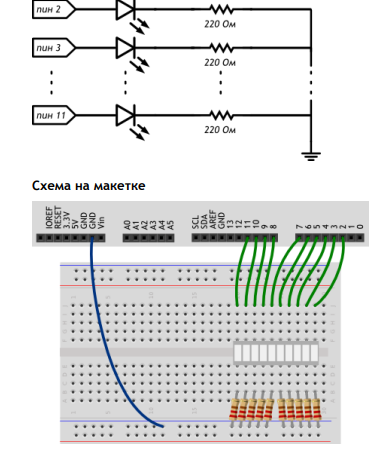 пин 2
220 Ом
пин 3
220 Ом
пин 11
220 Ом
Схема на макетке
IOREF
RESET
3.3V
5V
GND
GND
Vin
A0
A1
A2
A3
A4
A5
SCL
SDA
AREF
GND
13
12
11
10
9
8
7
6
5
4
3
2
1
0